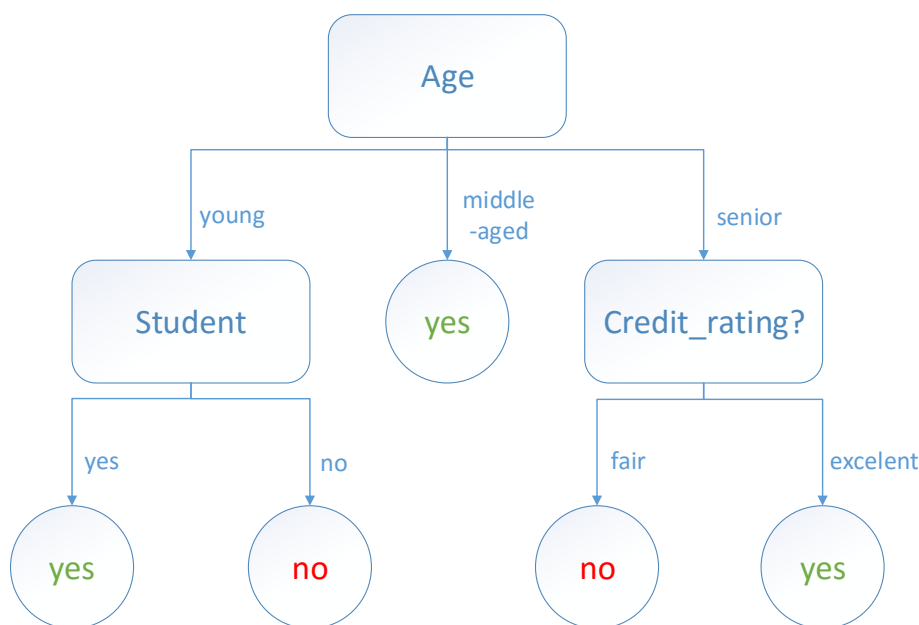 Age
young
middle
-aged
senior
Student
yes
Credit_rating?
yes
no
fair
excelent
yes
no
no
yes